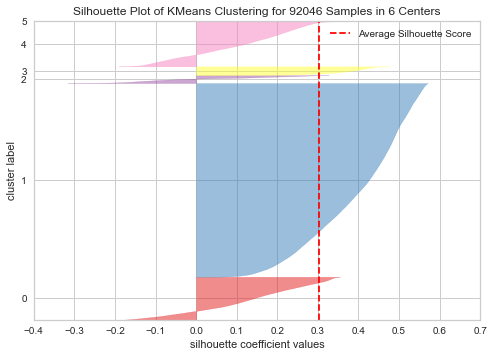 Silhouette Plot of KMeans Clustering for 92046 Samples in 6 Centers
Average Silhouette Score
5
4
3
2
1
0
cluster label
-0.4 -0.3 -0.2 -0.1 0.0 0.1 0.2 0.3 0.4 0.5 0.6 0.7
silhouette coefficient values